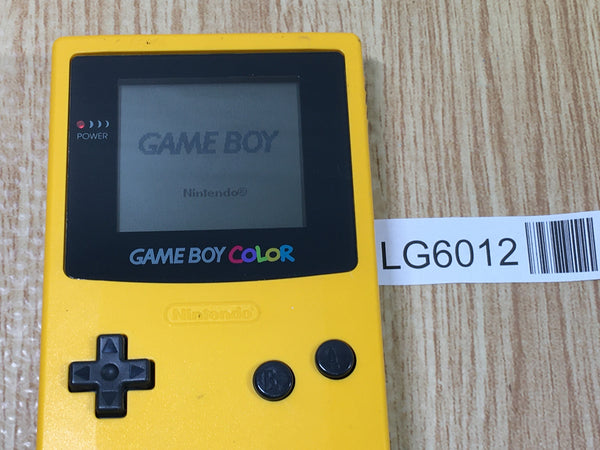 POWER
GAME BOY
Nintendo®
GAME BOY COLOR
Nintendo
B
A
LG6012